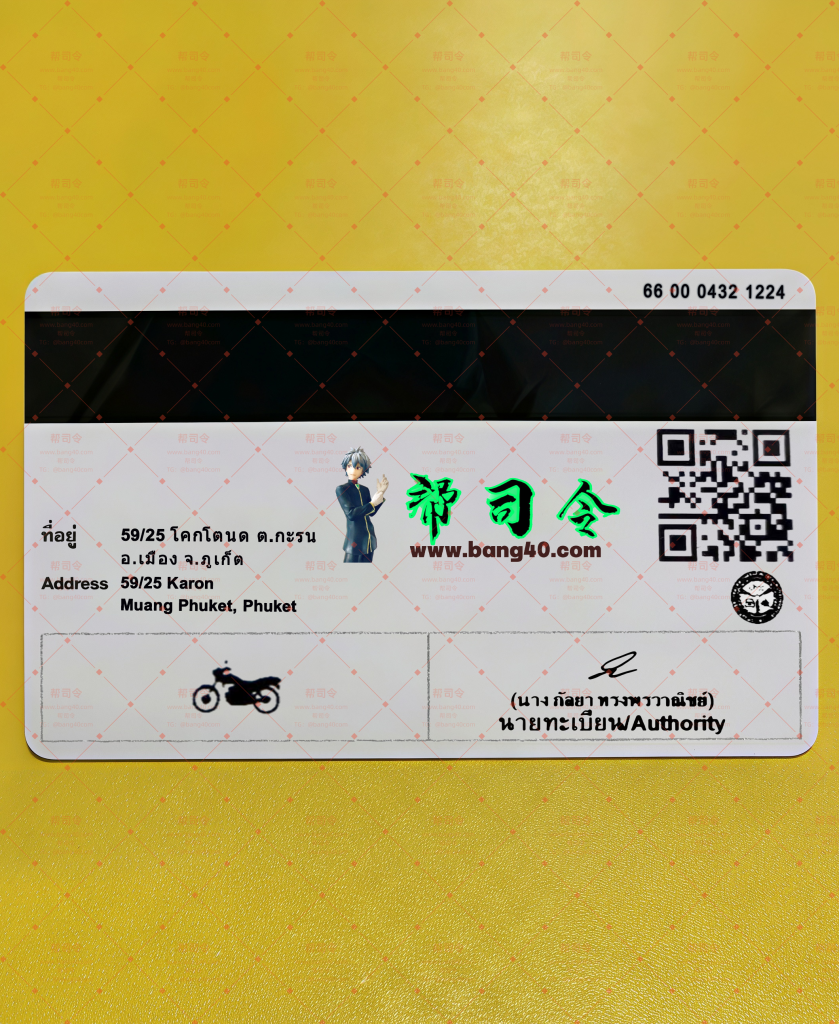 66 00 0432 1224
帮司令
www.bang40.com
ที่อยู่ 59/25 โคกโตนด ต.กะรน
อ.เมือง จ.ภูเก็ต
Address 59/25 Karon
Muang Phuket, Phuket
(นาง กัลยา ทรงพรวาณิชย์)
นายทะเบียน/Authority